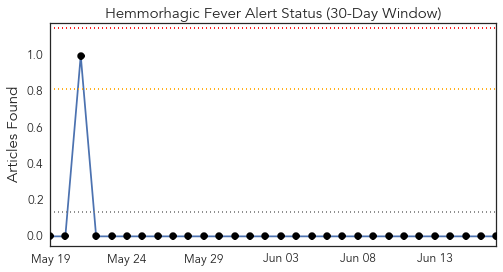 Hemmorhagic Fever Alert Status (30-Day Window)
Articles Found
1.0
0.8
0.6
0.4
0.2
0.0
May 19 May 24 May 29 Jun 03 Jun 08 Jun 13